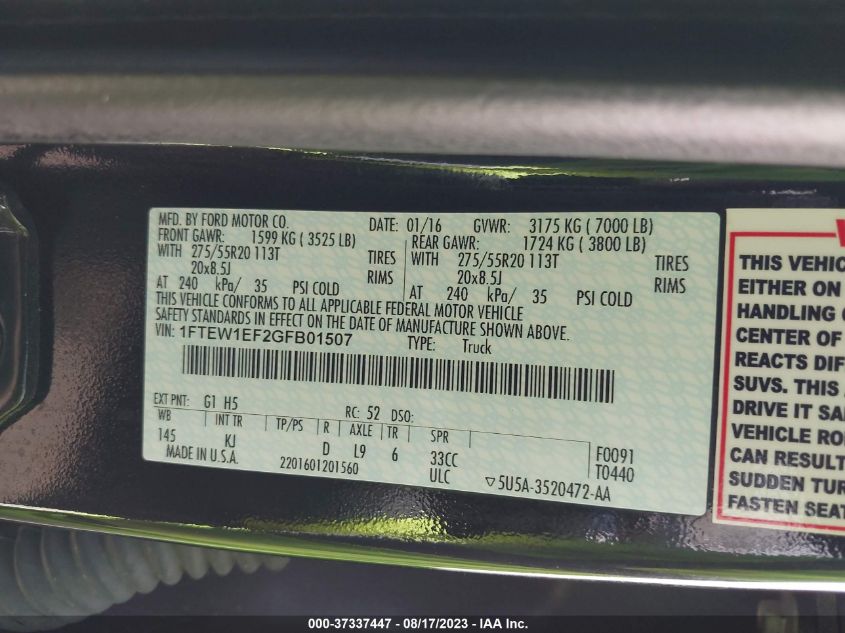 MFD. BY FORD MOTOR CO.
DATE: 01/16 GVWR: 3175 KG ( 7000 LB)
FRONT GAWR: 1599 KG ( 3525 LB)
REAR GAWR: 1724 KG ( 3800 LB)
WITH 275/55R20 113T TIRES
WITH 275/55R20 113T TIRES
20x8.5J RIMS
20x8.5J RIMS
AT 240 kPa/ 35 PSI COLD
AT 240 kPa/ 35 PSI COLD
THIS VEHICLE CONFORMS TO ALL APPLICABLE FEDERAL MOTOR VEHICLE
SAFETY STANDARDS IN EFFECT ON THE DATE OF MANUFACTURE SHOWN ABOVE.
VIN: 1FTEW1EF2GFB01507
TYPE: Truck
EXT PNT: G1 H5 RC: 52 DSO:
WB INT TR TP/PS R AXLE TR SPR
145 KJ D L9 6 33CC F0091
MADE IN U.S.A. 2201601201560 ULC T0440
▽5U5A-3520472-AA
THIS VEHIC
EITHER ON
HANDLING
CENTER OF
REACTS DIF
SUVS. THIS
DRIVE IT SA
VEHICLE RO
CAN RESULT
SUDDEN TUR
FASTEN SEAT
000-37337447 - 08/17/2023 - IAA Inc.